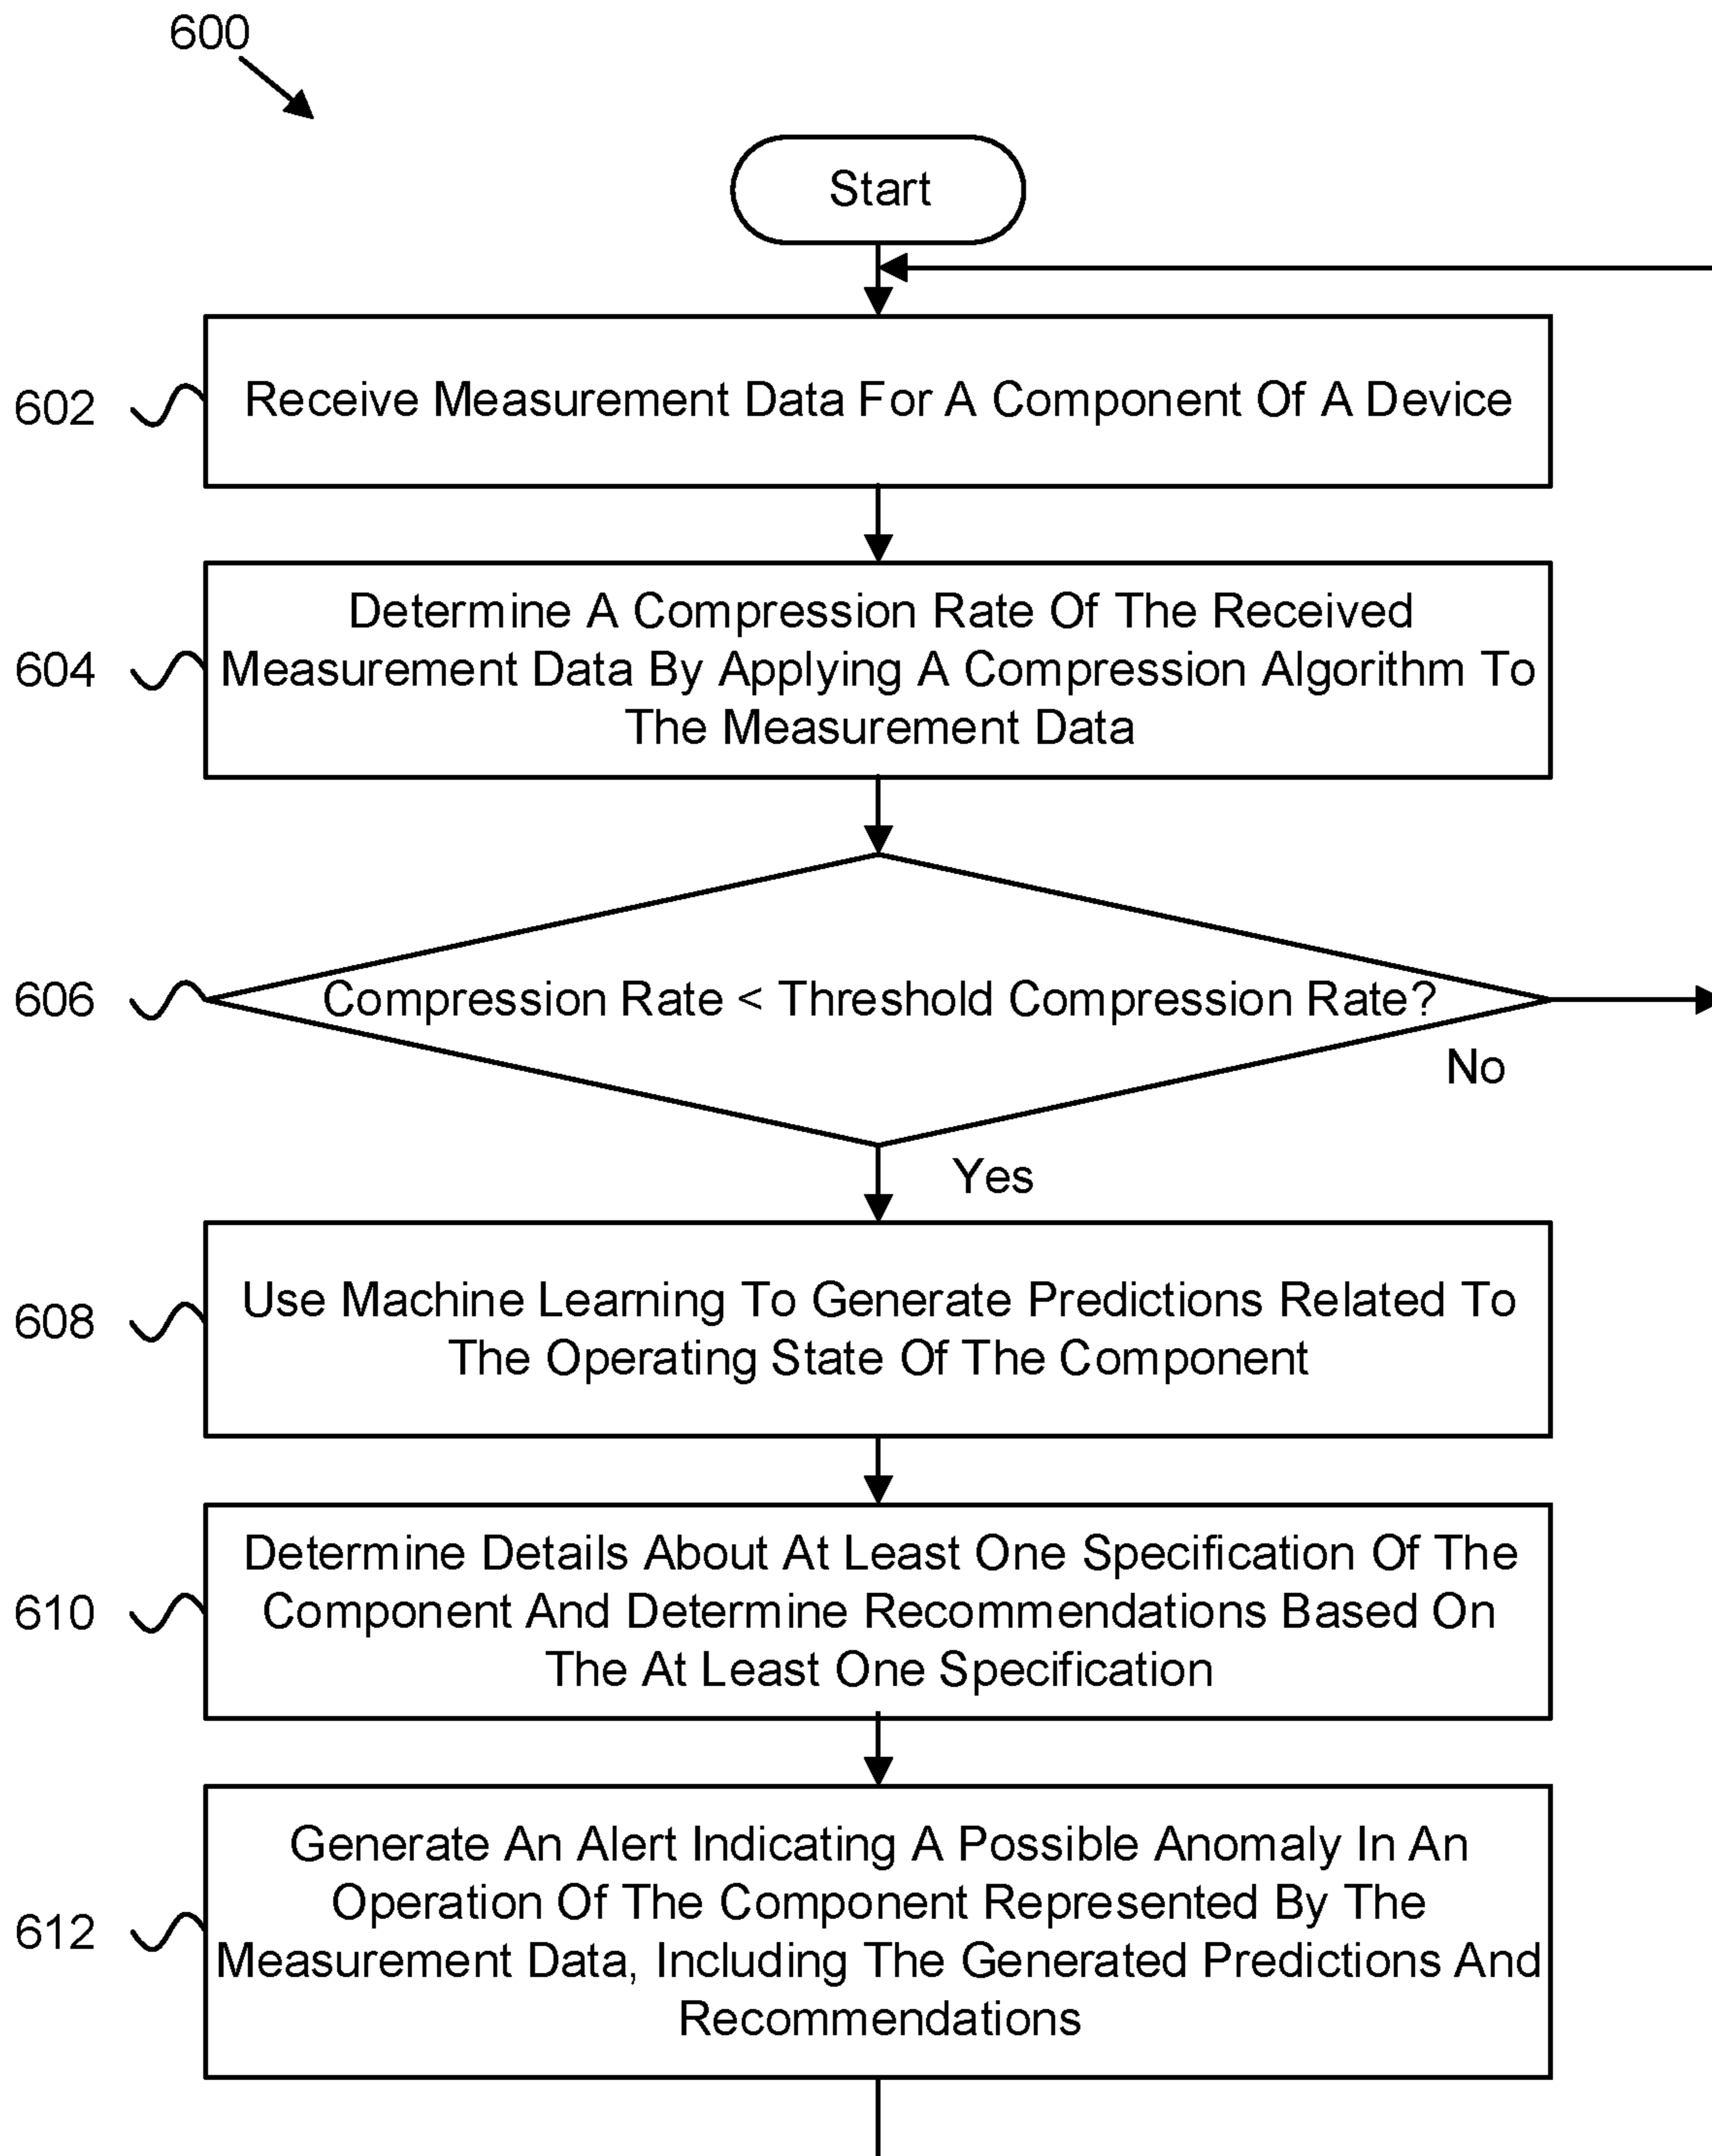 600
Start
602
Receive Measurement Data For A Component Of A Device
604
Determine A Compression Rate Of The Received
Measurement Data By Applying A Compression Algorithm To
The Measurement Data
606
Compression Rate < Threshold Compression Rate?
No
Yes
608
Use Machine Learning To Generate Predictions Related To
The Operating State Of The Component
610
Determine Details About At Least One Specification Of The
Component And Determine Recommendations Based On
The At Least One Specification
612
Generate An Alert Indicating A Possible Anomaly In An
Operation Of The Component Represented By The
Measurement Data, Including The Generated Predictions And
Recommendations